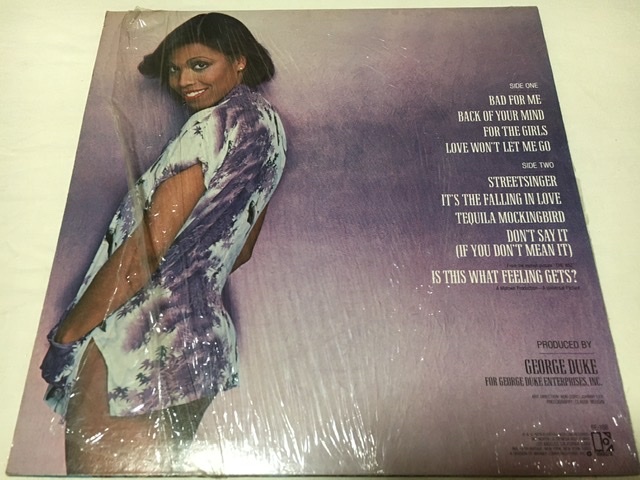 SIDE ONE
BAD FOR ME
BACK OF YOUR MIND
FOR THE GIRLS
LOVE WON'T LET ME GO
SIDE TWO
STREETSINGER
IT'S THE FALLING IN LOVE
TEQUILA MOCKINGBIRD
DON'T SAY IT
(IF YOU DON'T MEAN IT)
IS THIS WHAT FEELING GETS?
PRODUCED BY
GEORGE DUKE
FOR GEORGE DUKE ENTERPRISES, INC.